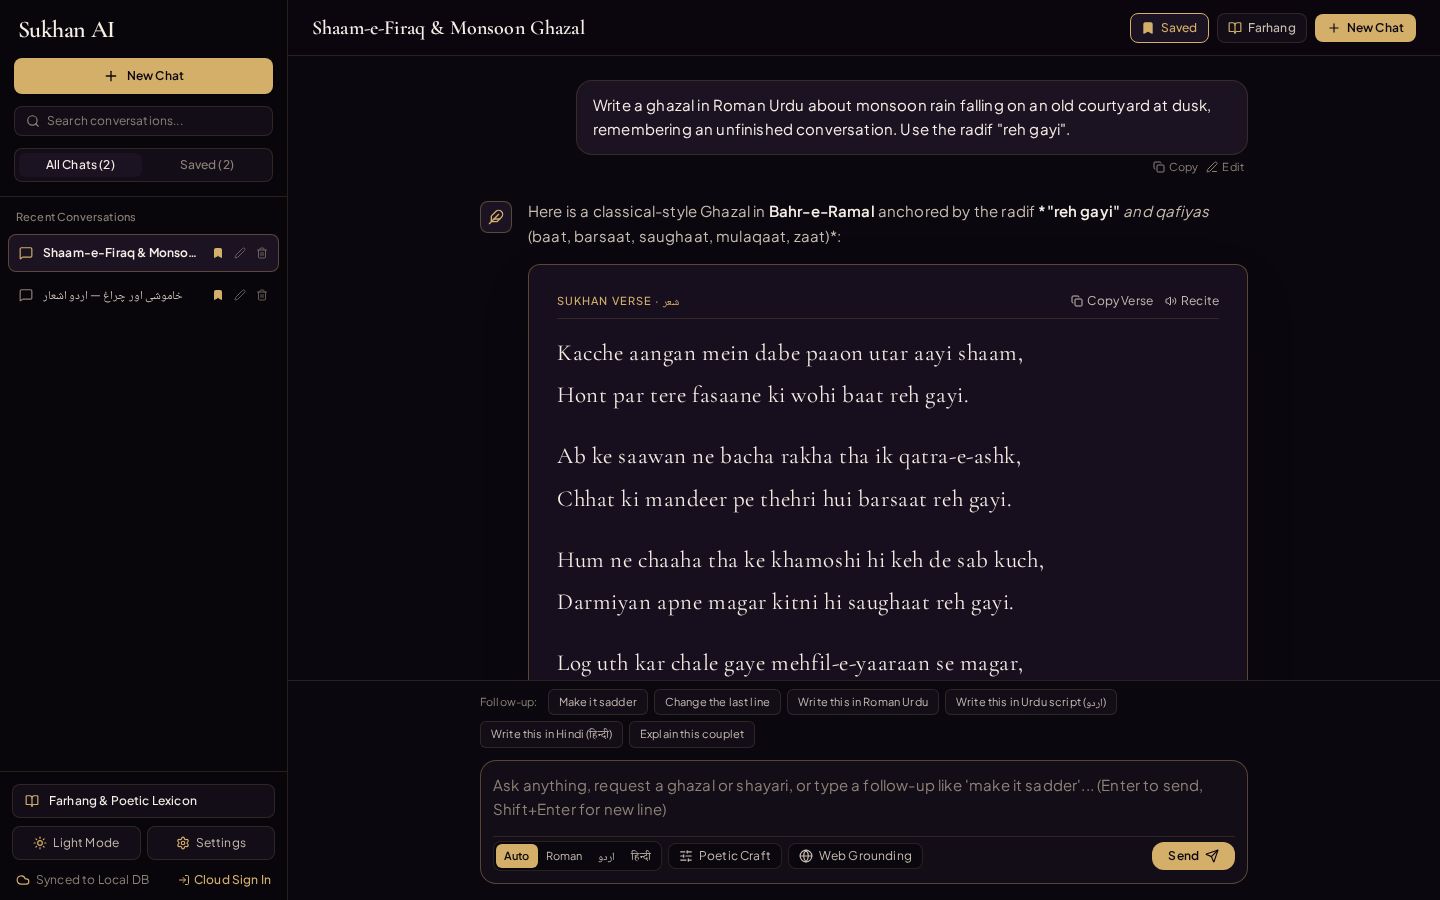 Sukhan AI
New Chat
Search conversations...
All Chats (2)
Saved (2)
Recent Conversations
Shaam-e-Firaq & Monso...
خاموشی اور چراغ — اردو اشعار
Farhang & Poetic Lexicon
Light Mode
Settings
Synced to Local DB
Cloud Sign In
Shaam-e-Firaq & Monsoon Ghazal
Saved
Farhang
New Chat
Write a ghazal in Roman Urdu about monsoon rain falling on an old courtyard at dusk,
remembering an unfinished conversation. Use the radif "reh gayi".
Copy
Edit
Here is a classical-style Ghazal in Bahr-e-Ramal anchored by the radif *"reh gayi" and qafiyas
(baat, barsaat, saughaat, mulaqaat, zaat)*:
SUKHAN VERSE · شعر
Copy Verse
Recite
Kacche aangan mein dabe paaon utar aayi shaam,
Hont par tere fasaane ki wohi baat reh gayi.
Ab ke saawan ne bacha rakha tha ik qatra-e-ashk,
Chhat ki mandeer pe thehri hui barsaat reh gayi.
Hum ne chaaha tha ke khamoshi hi keh de sab kuch,
Darmiyan apne magar kitni hi saughaat reh gayi.
Log uth kar chale gaye mehfil-e-yaaraan se magar,
Follow-up:
Make it sadder
Change the last line
Write this in Roman Urdu
Write this in Urdu script (اردو)
Write this in Hindi (हिन्दी)
Explain this couplet
Ask anything, request a ghazal or shayari, or type a follow-up like 'make it sadder'... (Enter to send,
Shift+Enter for new line)
Auto
Roman
اردو
हिन्दी
Poetic Craft
Web Grounding
Send